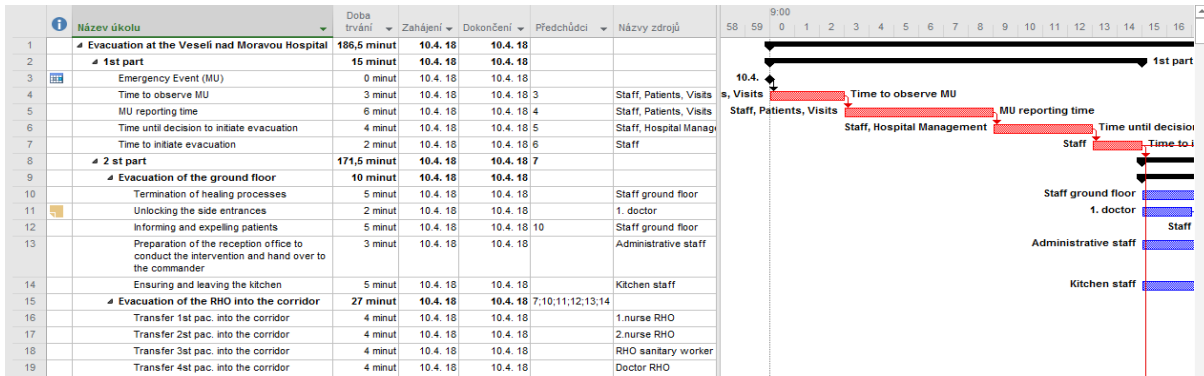 Název úkolu Doba trvání Zahájení Dokončení Předchůdci Názvy zdrojů
9:00
58 59 0 1 2 3 4 5 6 7 8 9 10 11 12 13 14 15 16
1 Evacuation at the Veselí nad Moravou Hospital 186,5 minut 10.4. 18 10.4. 18
2 1st part 15 minut 10.4. 18 10.4. 18 1st part
3 Emergency Event (MU) 0 minut 10.4. 18 10.4. 18 10.4.
4 Time to observe MU 3 minut 10.4. 18 10.4. 18 3 Staff, Patients, Visits s, Visits Time to observe MU
5 MU reporting time 6 minut 10.4. 18 10.4. 18 4 Staff, Patients, Visits Staff, Patients, Visits MU reporting time
6 Time until decision to initiate evacuation 4 minut 10.4. 18 10.4. 18 5 Staff, Hospital Manag Staff, Hospital Management Time until decision
7 Time to initiate evacuation 2 minut 10.4. 18 10.4. 18 6 Staff Staff Time to i
8 2 st part 171,5 minut 10.4. 18 10.4. 18 7
9 Evacuation of the ground floor 10 minut 10.4. 18 10.4. 18
10 Termination of healing processes 5 minut 10.4. 18 10.4. 18 Staff ground floor Staff ground floor
11 Unlocking the side entrances 2 minut 10.4. 18 10.4. 18 1. doctor 1. doctor
12 Informing and expelling patients 5 minut 10.4. 18 10.4. 18 10 Staff ground floor Staff
13 Preparation of the reception office to 3 minut 10.4. 18 10.4. 18 Administrative staff Administrative staff
conduct the intervention and hand over to
the commander
14 Ensuring and leaving the kitchen 5 minut 10.4. 18 10.4. 18 Kitchen staff Kitchen staff
15 Evacuation of the RHO into the corridor 27 minut 10.4. 18 10.4. 18 7;10;11;12;13;14
16 Transfer 1st pac. into the corridor 4 minut 10.4. 18 10.4. 18 1.nurse RHO
17 Transfer 2st pac. into the corridor 4 minut 10.4. 18 10.4. 18 2.nurse RHO
18 Transfer 3st pac. into the corridor 4 minut 10.4. 18 10.4. 18 RHO sanitary worker
19 Transfer 4st pac. into the corridor 4 minut 10.4. 18 10.4. 18 Doctor RHO